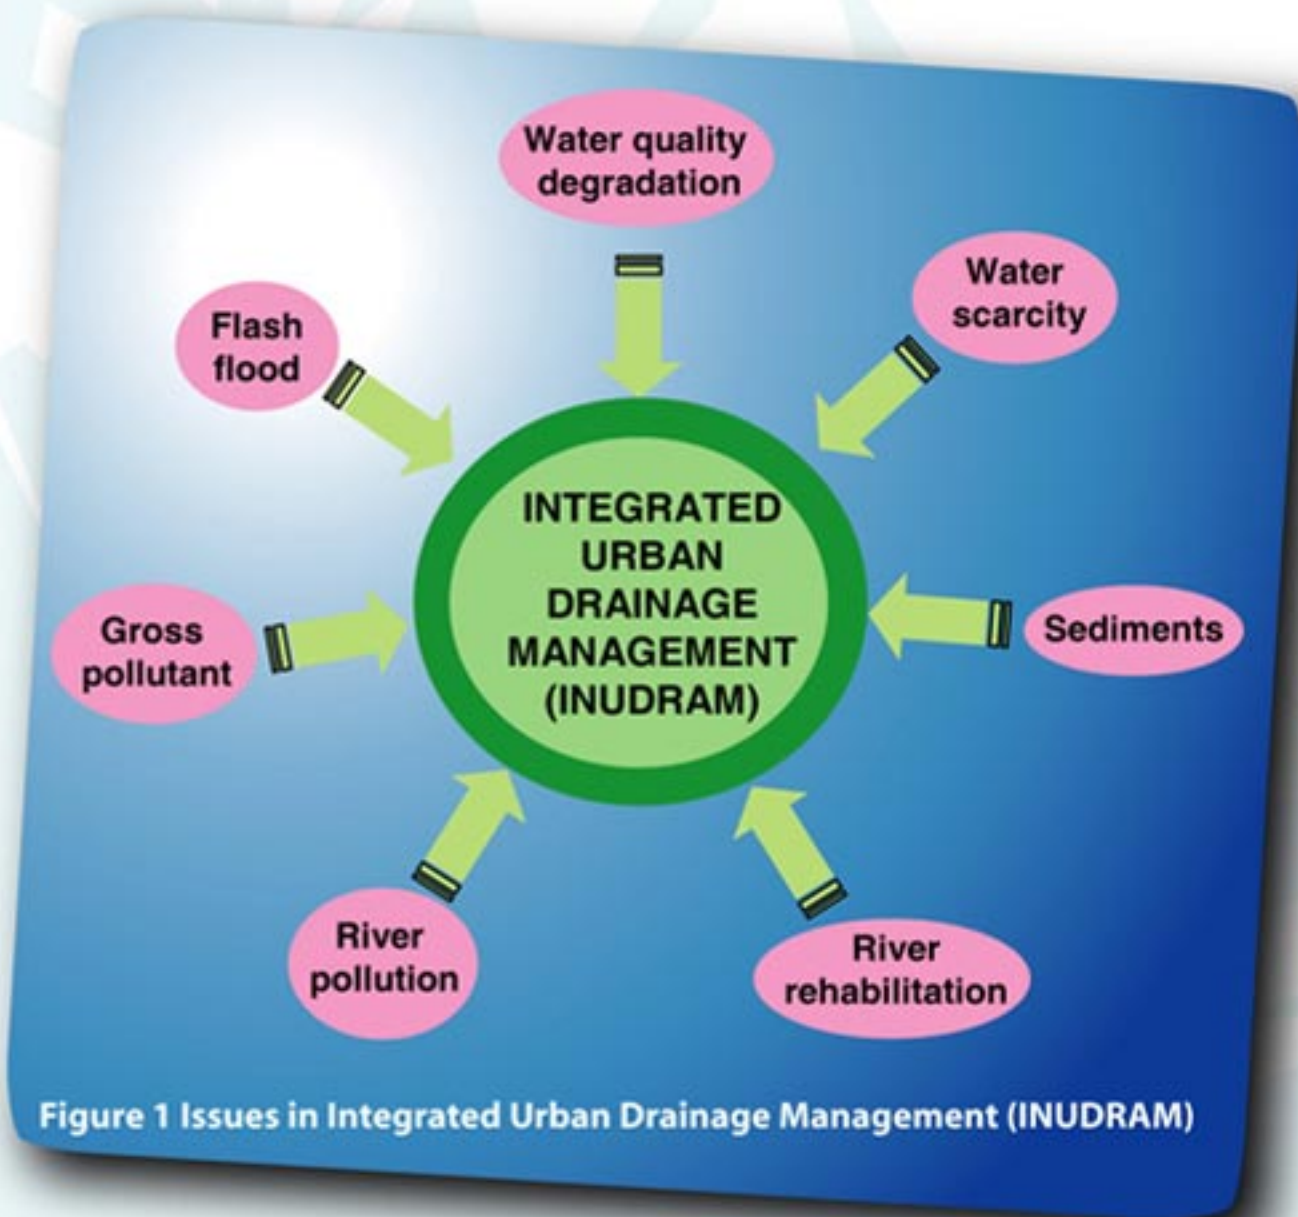 Water quality
degradation
Water
scarcity
Flash
flood
INTEGRATED
URBAN
DRAINAGE
MANAGEMENT
(INUDRAM)
Gross
pollutant
Sediments
River
pollution
River
rehabilitation
Figure 1 Issues in Integrated Urban Drainage Management (INUDRAM)